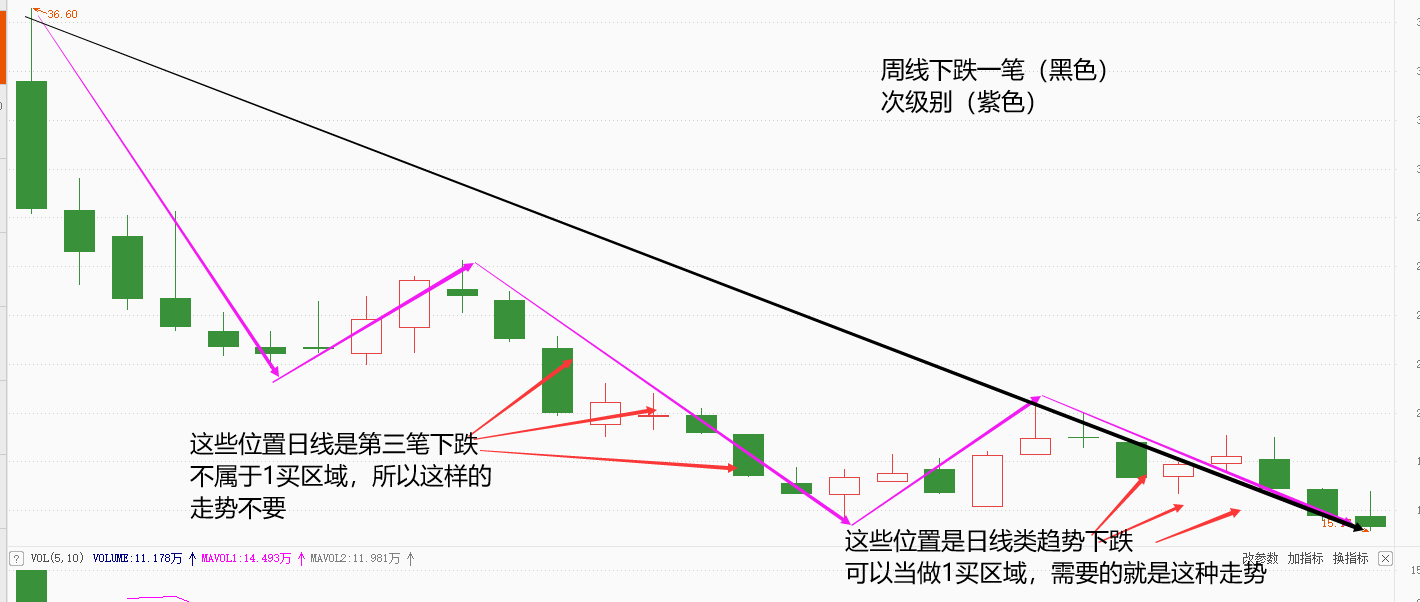 36.60
周线下跌一笔（黑色）
次级别（紫色）
这些位置日线是第三笔下跌
不属于1买区域，所以这样的
走势不要
这些位置是日线类趋势下跌
可以当做1买区域，需要的就是这种走势
? VOL(5,10) VOLUME:11.178万 MAVOL1:14.493万 MAVOL2:11.981万
改参数 加指标 换指标